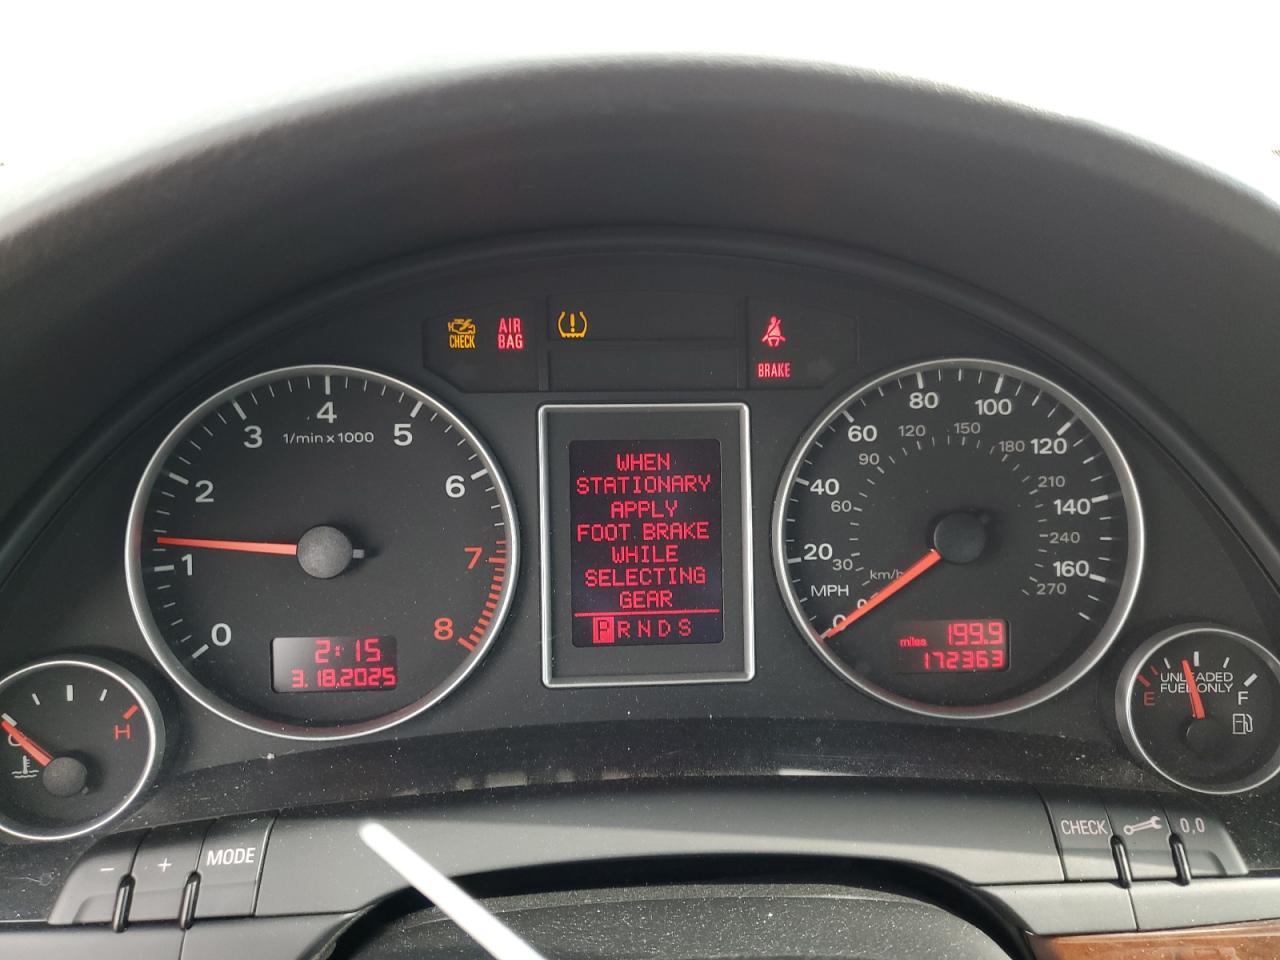 CHECK
AIR
BAG
BRAKE
0
1
2
3
4
5
6
7
8
1/min x 1000
2:15
3.18.2025
WHEN
STATIONARY
APPLY
FOOT BRAKE
WHILE
SELECTING
GEAR
PRNDS
0
20
40
60
80
100
120
140
160
MPH
30
60
90
120
150
180
210
240
270
km/h
miles 199.9
172363
H
E
UNLEADED
FUEL ONLY
F
- + MODE
CHECK 0,0